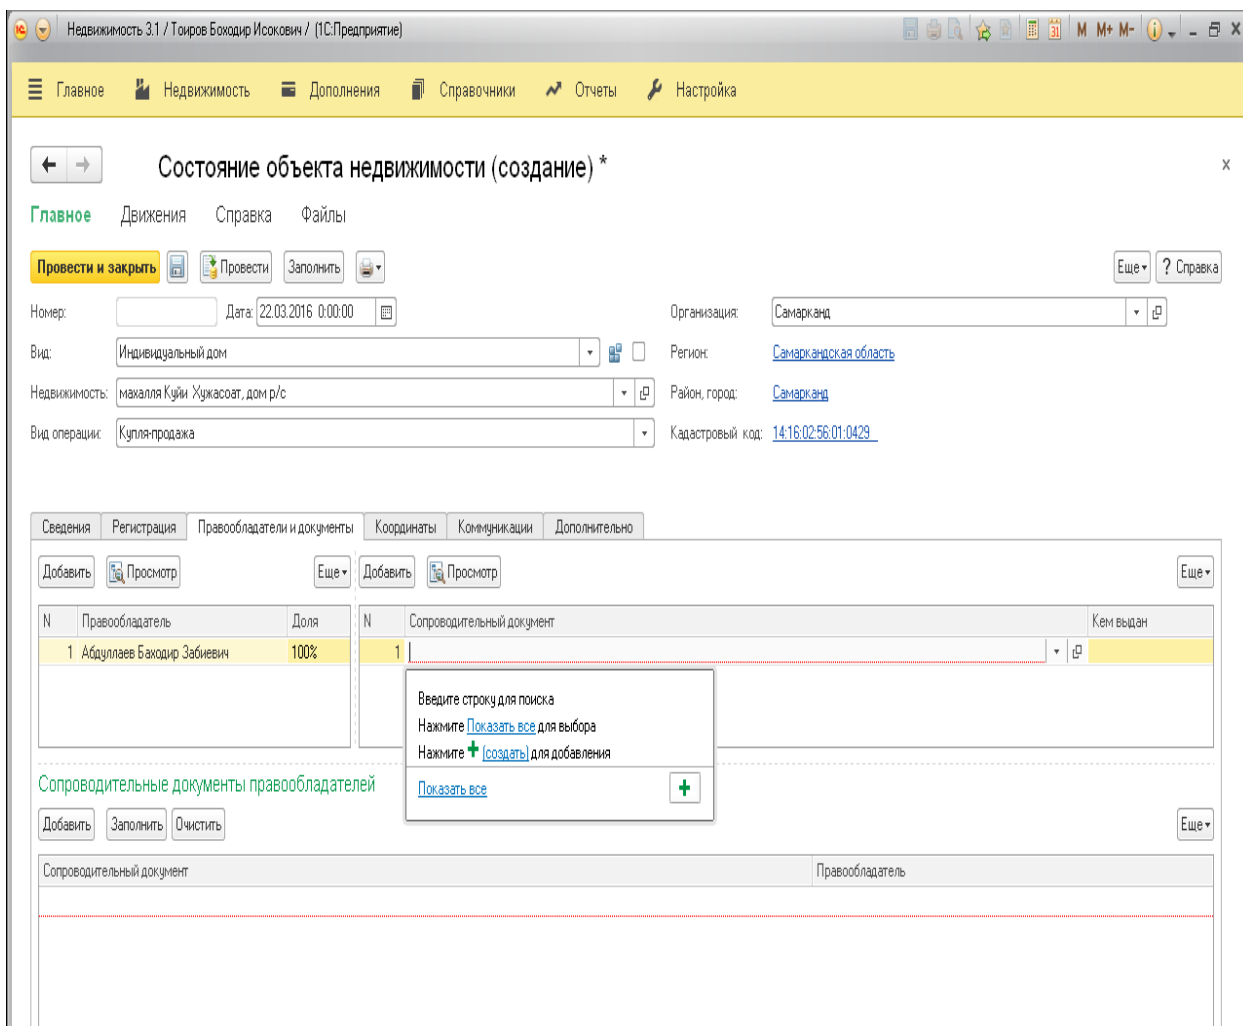 Недвижимость 3.1 / Тоиров Боходир Исокович / (1С:Предприятие)
M M+ M-
Главное Недвижимость Дополнения Справочники Отчеты Настройка
Состояние объекта недвижимости (создание) *
Главное Движения Справка Файлы
Провести и закрыть Провести Заполнить Еще ? Справка
Номер: Дата: 22.03.2016 0:00:00 Организация: Самарканд
Вид: Индивидуальный дом Регион: Самаркандская область
Недвижимость: махалля Куйи Хужасоат, дом р/с Район, город: Самарканд
Вид операции: Купля-продажа Кадастровый код: 14:16:02:56:01:0429
Сведения Регистрация Правообладатели и документы Координаты Коммуникации Дополнительно
Добавить Просмотр Еще Добавить Просмотр Еще
N Правообладатель Доля N Сопроводительный документ Кем выдан
1 Абдуллаев Баходир Забиевич 100% 1
Введите строку для поиска
Нажмите Показать все для выбора
Нажмите + (создать) для добавления
Показать все
Сопроводительные документы правообладателей
Добавить Заполнить Очистить Еще
Сопроводительный документ Правообладатель